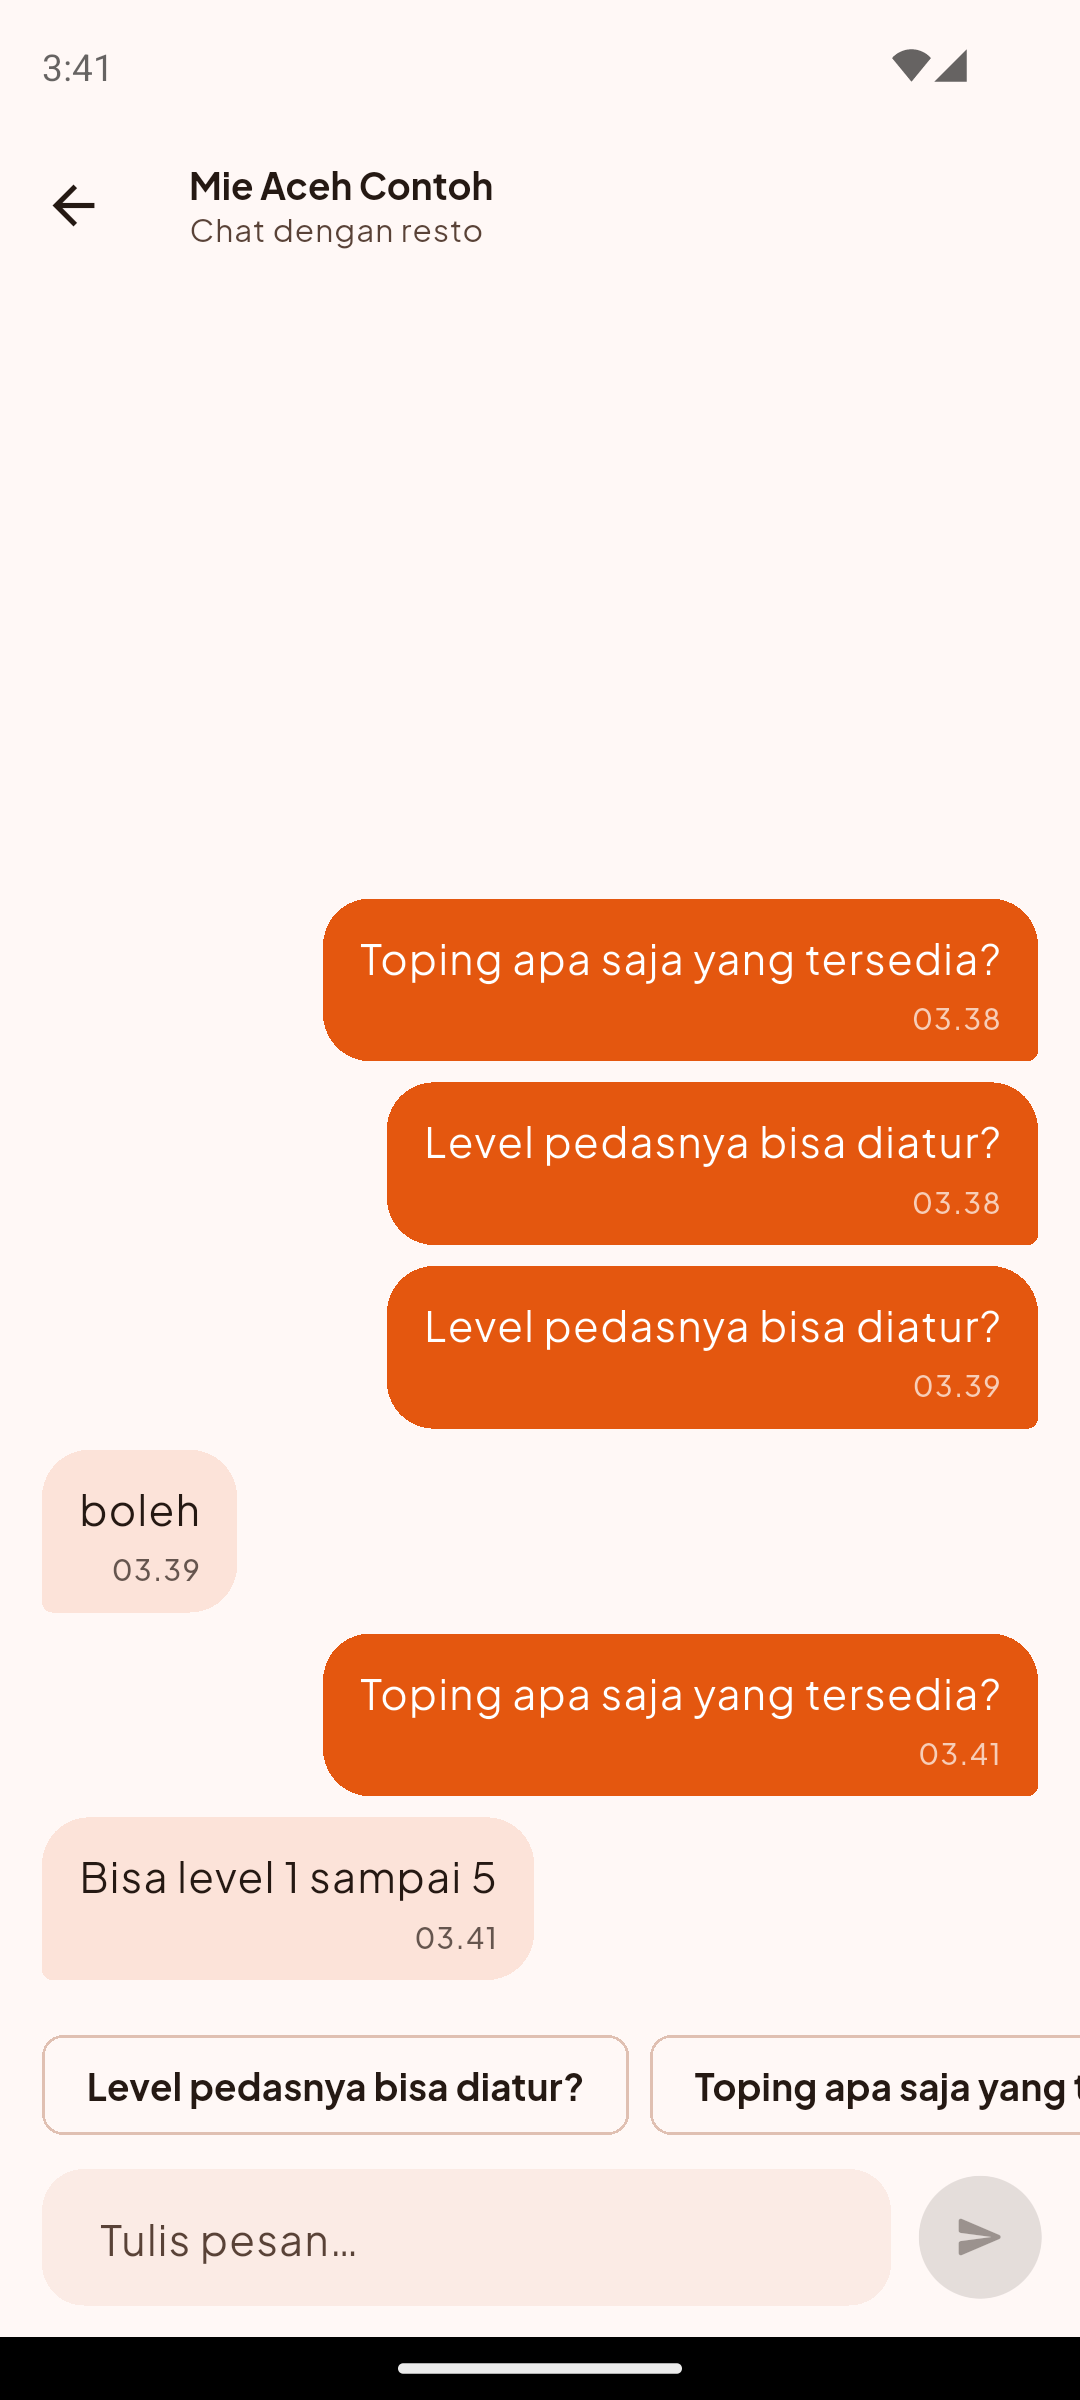 3:41
Mie Aceh Contoh
Chat dengan resto
Toping apa saja yang tersedia?
03.38
Level pedasnya bisa diatur?
03.38
Level pedasnya bisa diatur?
03.39
boleh
03.39
Toping apa saja yang tersedia?
03.41
Bisa level 1 sampai 5
03.41
Level pedasnya bisa diatur?
Toping apa saja yang
Tulis pesan...